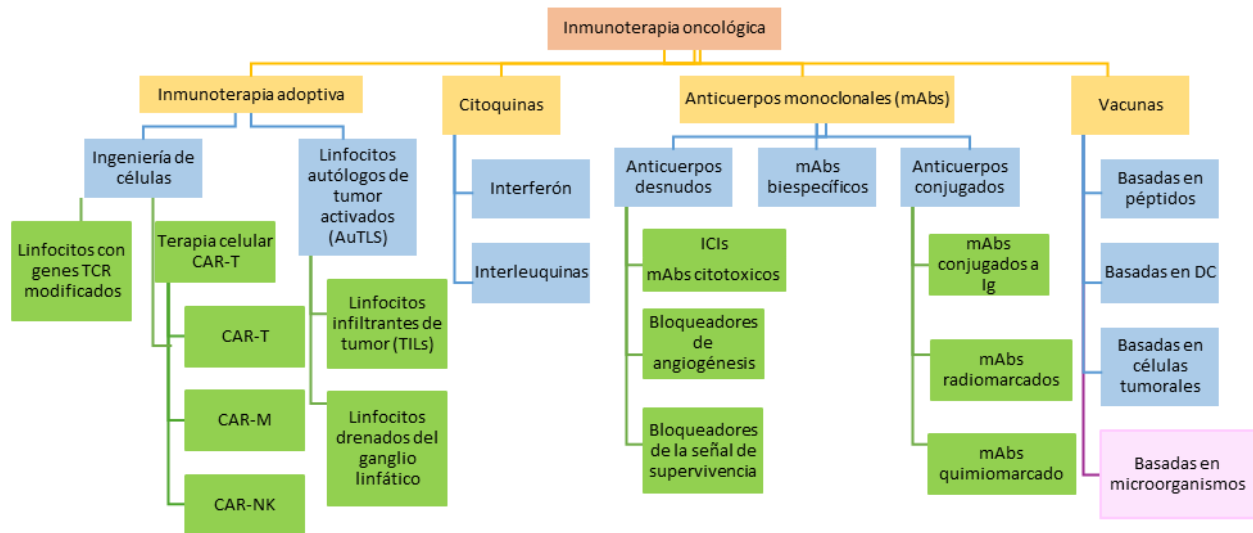 Inmunoterapia oncológica
Inmunoterapia adoptiva
Citoquinas
Anticuerpos monoclonales (mAbs)
Vacunas
Ingeniería de
células
Linfocitos
autólogos de
tumor
activados
(AuTLS)
Interferón
Interleuquinas
Anticuerpos
desnudos
mAbs
biespecíficos
Anticuerpos
conjugados
Basadas en
péptidos
Basadas en DC
Basadas en
células
tumorales
Basadas en
microorganismos
Linfocitos con
genes TCR
modificados
Terapia celular
CAR-T
CAR-T
CAR-M
CAR-NK
Linfocitos
infiltrantes de
tumor (TILs)
Linfocitos
drenados del
ganglio
linfático
ICIs
mAbs citotoxicos
Bloqueadores
de
angiogénesis
Bloqueadores
de la señal de
supervivencia
mAbs
conjugados a
Ig
mAbs
radiomarcados
mAbs
quimiomarcado